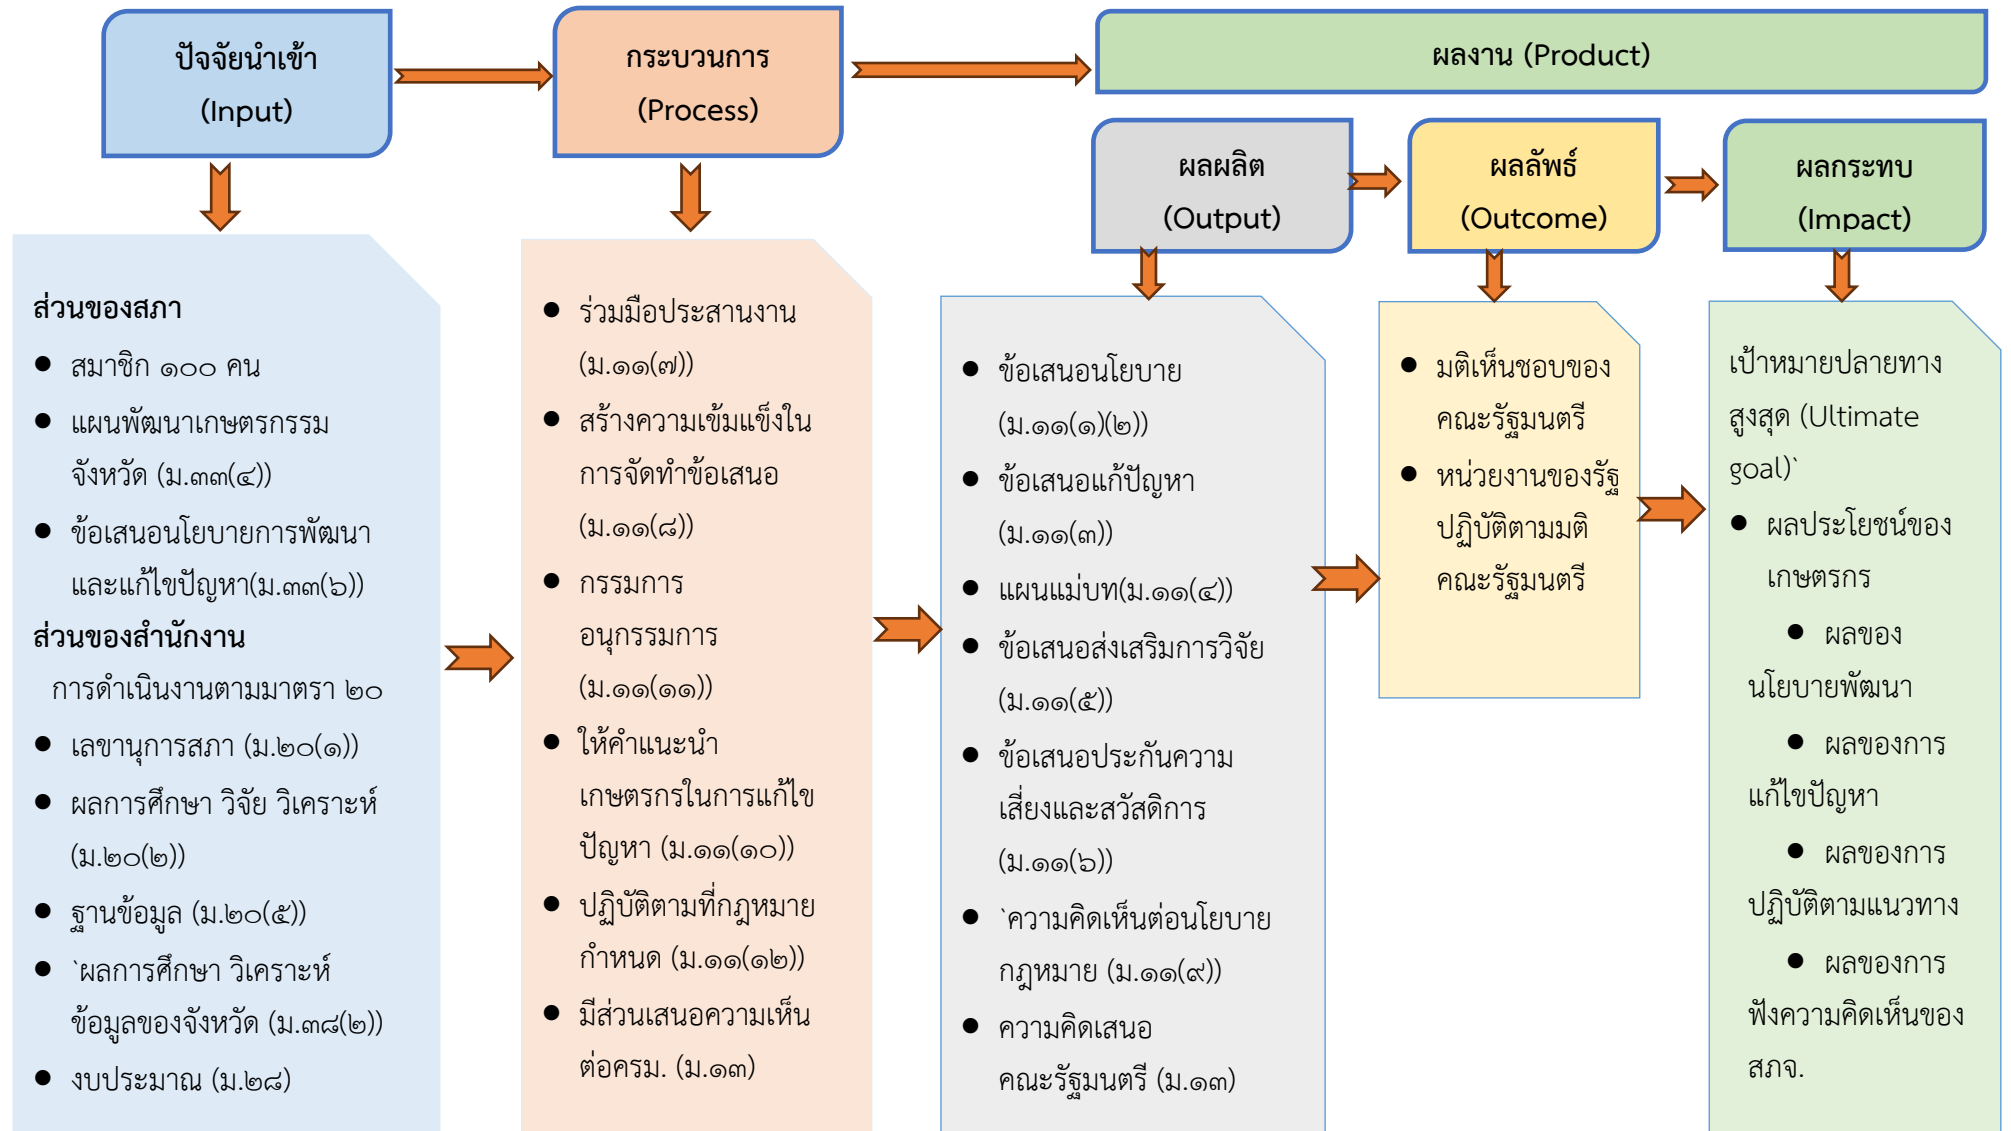 ปัจจัยนำเข้า
(Input)
กระบวนการ
(Process)
ผลงาน (Product)
ผลผลิต
(Output)
ผลลัพธ์
(Outcome)
ผลกระทบ
(Impact)
ส่วนของสภา
● สมาชิก ๑๐๐ คน
● แผนพัฒนาเกษตรกรรม
จังหวัด (ม.๓๓(๔))
● ข้อเสนอนโยบายการพัฒนา
และแก้ไขปัญหา(ม.๓๓(๖))
ส่วนของสำนักงาน
การดำเนินงานตามมาตรา ๒๐
● เลขานุการสภา (ม.๒๐(๑))
● ผลการศึกษา วิจัย วิเคราะห์
(ม.๒๐(๒))
● ฐานข้อมูล (ม.๒๐(๕))
● `ผลการศึกษา วิเคราะห์
ข้อมูลของจังหวัด (ม.๓๘(๒))
● งบประมาณ (ม.๒๘)
● ร่วมมือประสานงาน
(ม.๑๑(๗))
● สร้างความเข้มแข็งใน
การจัดทำข้อเสนอ
(ม.๑๑(๘))
● กรรมการ
อนุกรรมการ
(ม.๑๑(๑๑))
● ให้คำแนะนำ
เกษตรกรในการแก้ไข
ปัญหา (ม.๑๑(๑๐))
● ปฏิบัติตามที่กฎหมาย
กำหนด (ม.๑๑(๑๒))
● มีส่วนเสนอความเห็น
ต่อครม. (ม.๑๓)
● ข้อเสนอนโยบาย
(ม.๑๑(๑)(๒))
● ข้อเสนอแก้ปัญหา
(ม.๑๑(๓))
● แผนแม่บท(ม.๑๑(๔))
● ข้อเสนอส่งเสริมการวิจัย
(ม.๑๑(๕))
● ข้อเสนอประกันความ
เสี่ยงและสวัสดิการ
(ม.๑๑(๖))
● `ความคิดเห็นต่อนโยบาย
กฎหมาย (ม.๑๑(๙))
● ความคิดเสนอ
คณะรัฐมนตรี (ม.๑๓)
● มติเห็นชอบของ
คณะรัฐมนตรี
● หน่วยงานของรัฐ
ปฏิบัติตามมติ
คณะรัฐมนตรี
เป้าหมายปลายทาง
สูงสุด (Ultimate
goal)`
● ผลประโยชน์ของ
เกษตรกร
● ผลของ
นโยบายพัฒนา
● ผลของการ
แก้ไขปัญหา
● ผลของการ
ปฏิบัติตามแนวทาง
● ผลของการ
ฟังความคิดเห็นของ
สภจ.